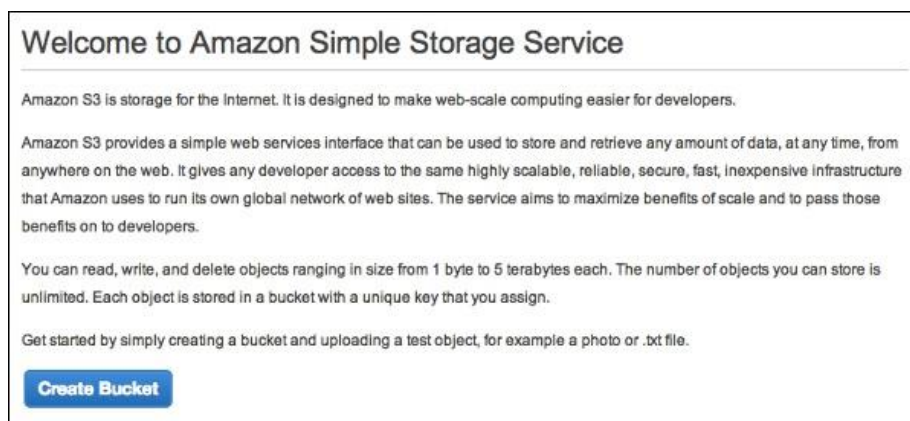 Welcome to Amazon Simple Storage Service
Amazon S3 is storage for the Internet. It is designed to make web-scale computing easier for developers.
Amazon S3 provides a simple web services interface that can be used to store and retrieve any amount of data, at any time, from
anywhere on the web. It gives any developer access to the same highly scalable, reliable, secure, fast, inexpensive infrastructure
that Amazon uses to run its own global network of web sites. The service aims to maximize benefits of scale and to pass those
benefits on to developers.
You can read, write, and delete objects ranging in size from 1 byte to 5 terabytes each. The number of objects you can store is
unlimited. Each object is stored in a bucket with a unique key that you assign.
Get started by simply creating a bucket and uploading a test object, for example a photo or .txt file.
Create Bucket